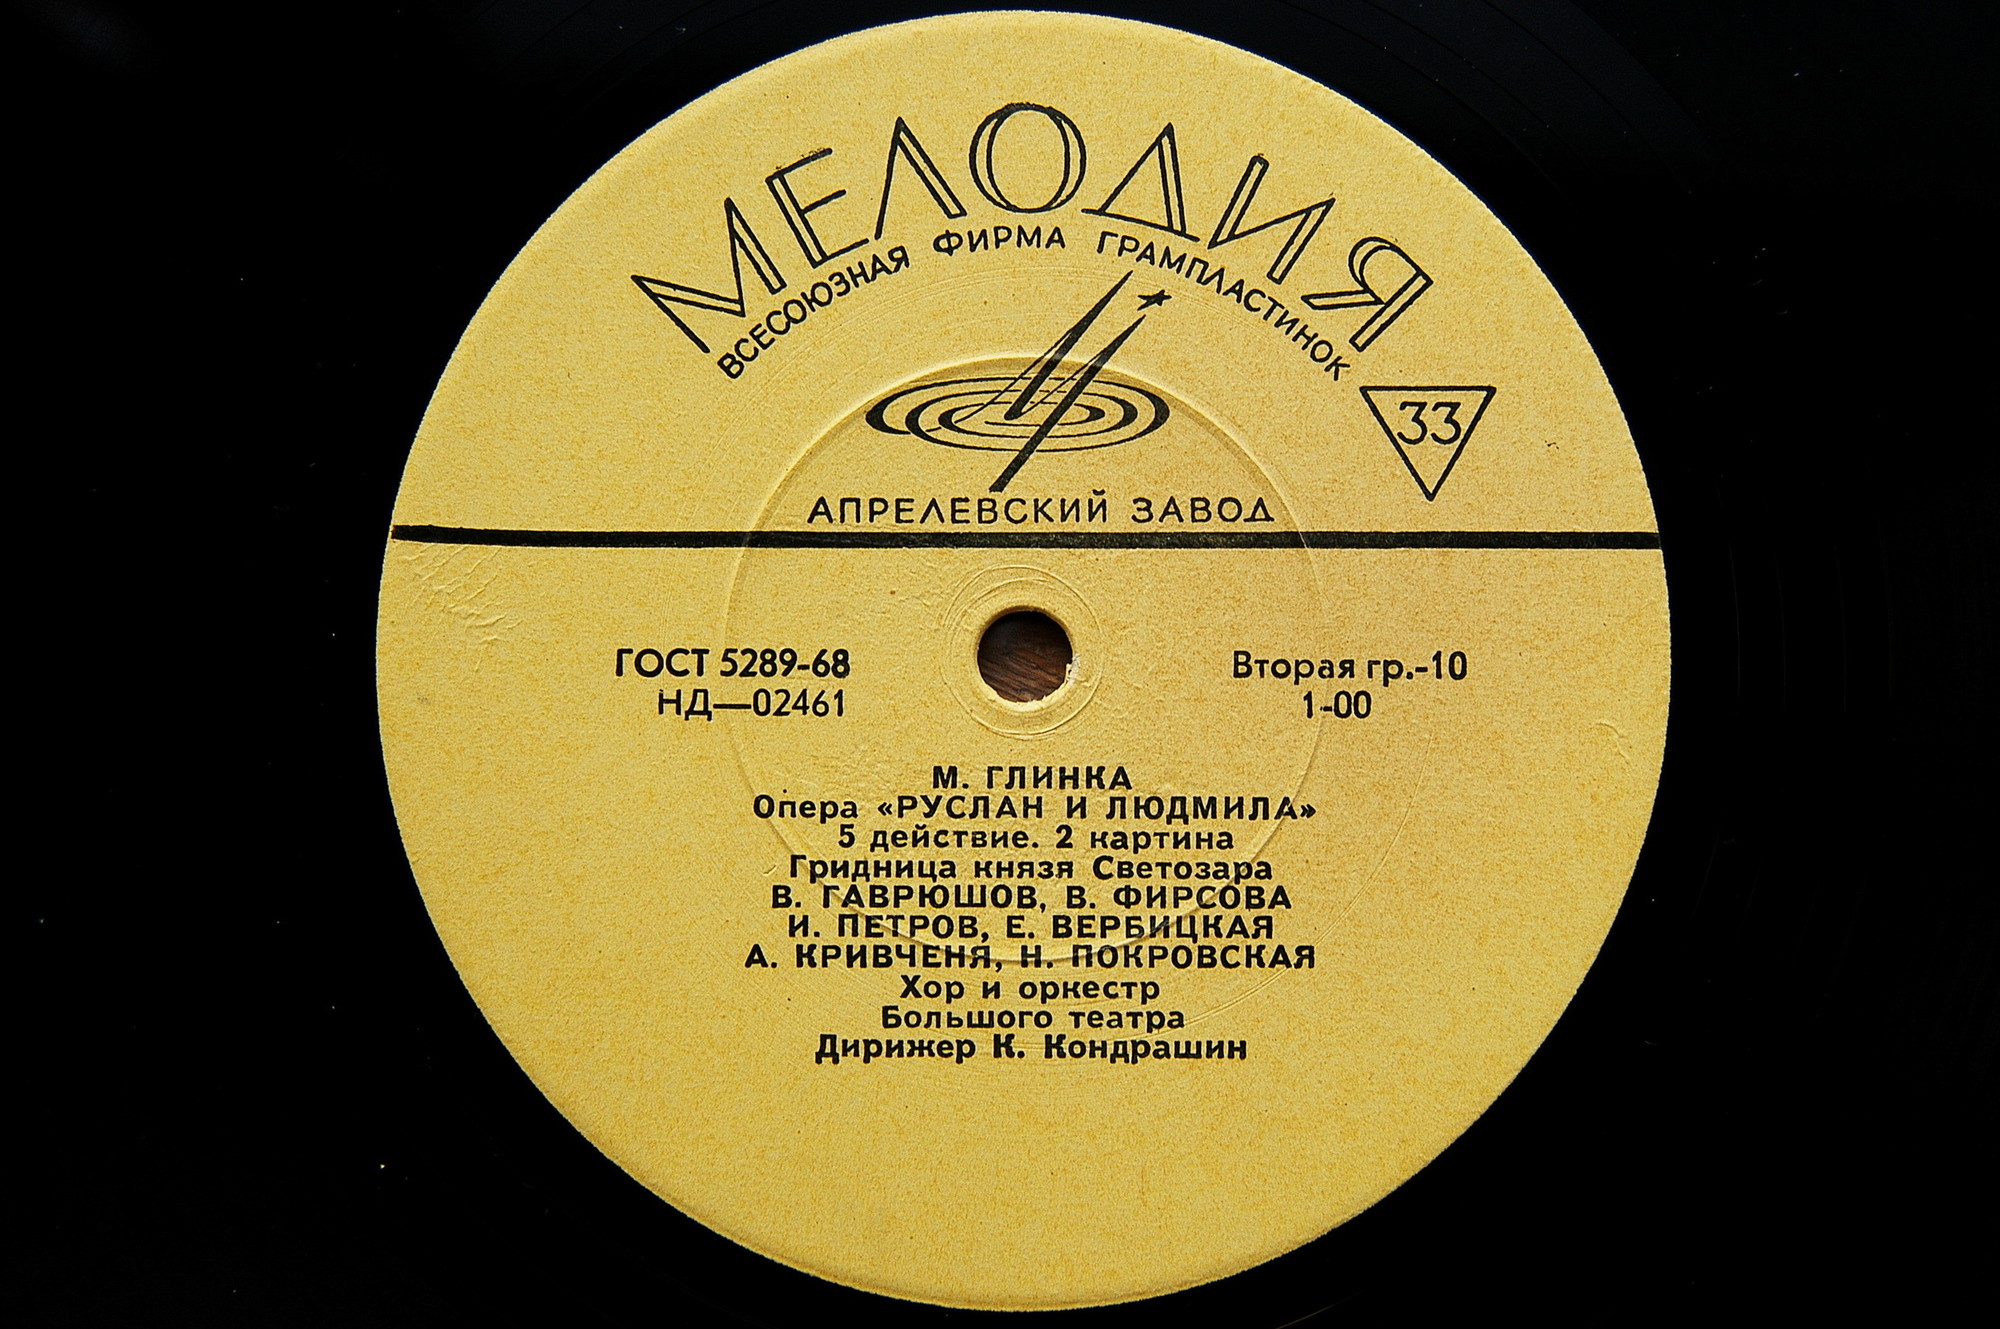 МЕЛОДИЯ
ВСЕСОЮЗНАЯ ФИРМА ГРАМПЛАСТИНОК
33
АПРЕЛЕВСКИЙ ЗАВОД
ГОСТ 5289-68
НД—02461
Вторая гр.-10
1-00
М. ГЛИНКА
Опера «РУСЛАН И ЛЮДМИЛА»
5 действие. 2 картина
Гридница князя Светозара
В. ГАВРЮШОВ, В. ФИРСОВА
И. ПЕТРОВ, Е. ВЕРБИЦКАЯ
А. КРИВЧЕНЯ, Н. ПОКРОВСКАЯ
Хор и оркестр
Большого театра
Дирижер К. Кондрашин